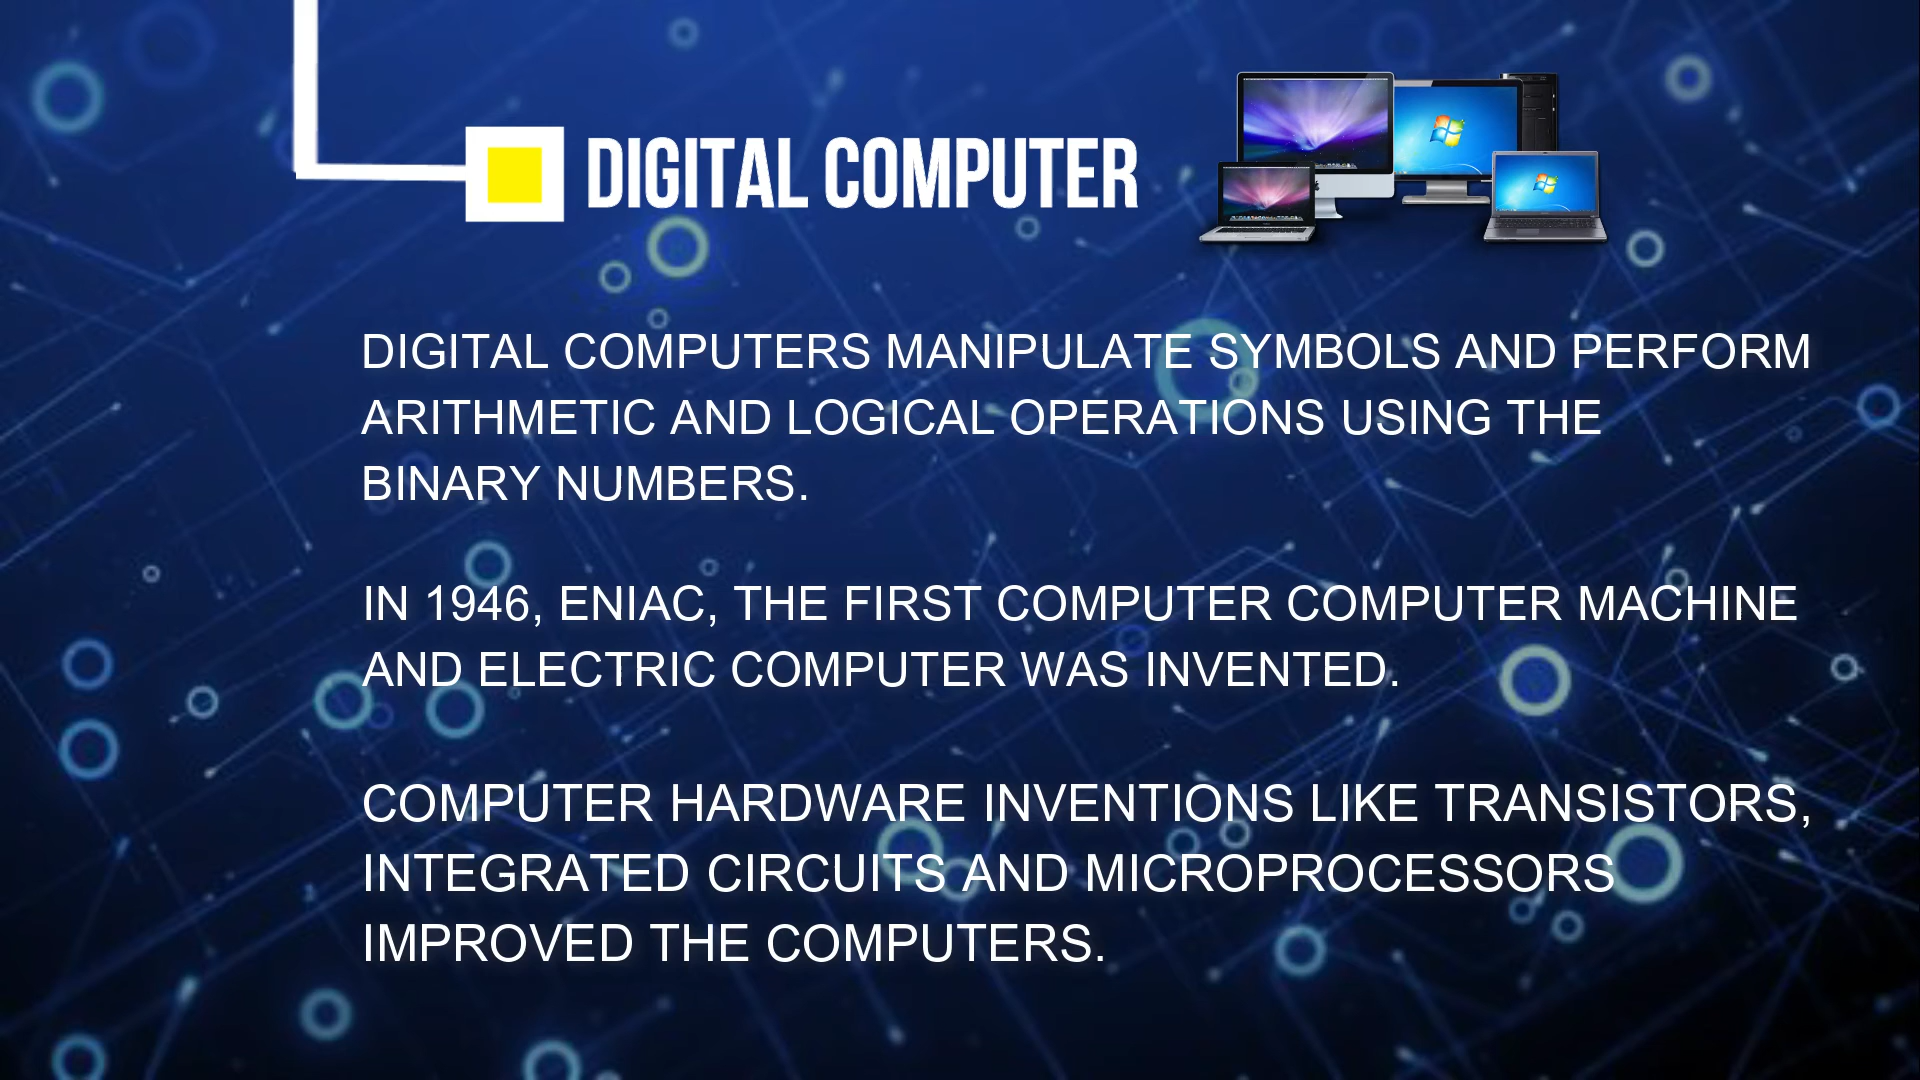 DIGITAL COMPUTER
DIGITAL COMPUTERS MANIPULATE SYMBOLS AND PERFORM
ARITHMETIC AND LOGICAL OPERATIONS USING THE
BINARY NUMBERS.
IN 1946, ENIAC, THE FIRST COMPUTER COMPUTER MACHINE
AND ELECTRIC COMPUTER WAS INVENTED.
COMPUTER HARDWARE INVENTIONS LIKE TRANSISTORS,
INTEGRATED CIRCUITS AND MICROPROCESSORS
IMPROVED THE COMPUTERS.